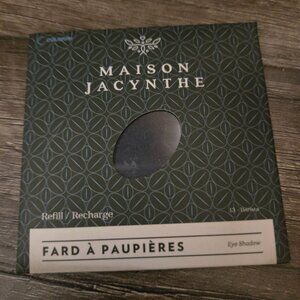 MAISON
JACYNTHE
Refill / Recharge
FARD À PAUPIÈRES
Eye Shadow